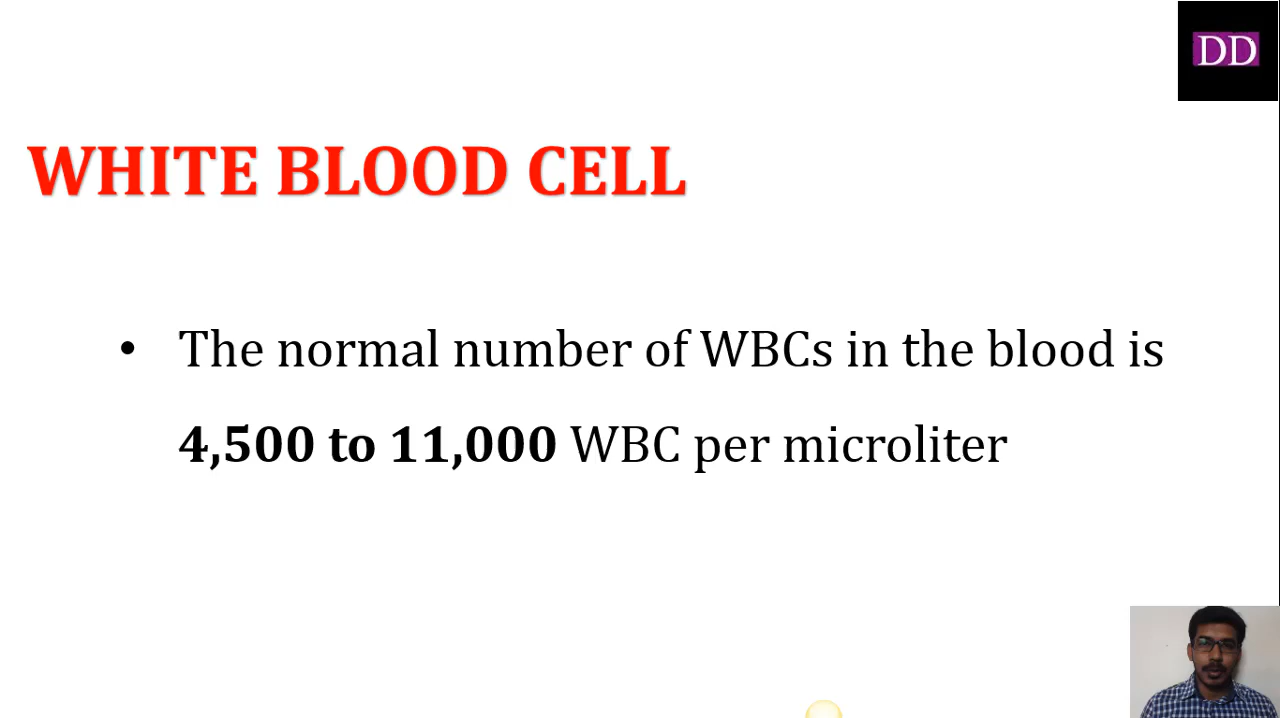 DD
WHITE BLOOD CELL
• The normal number of WBCs in the blood is
4,500 to 11,000 WBC per microliter